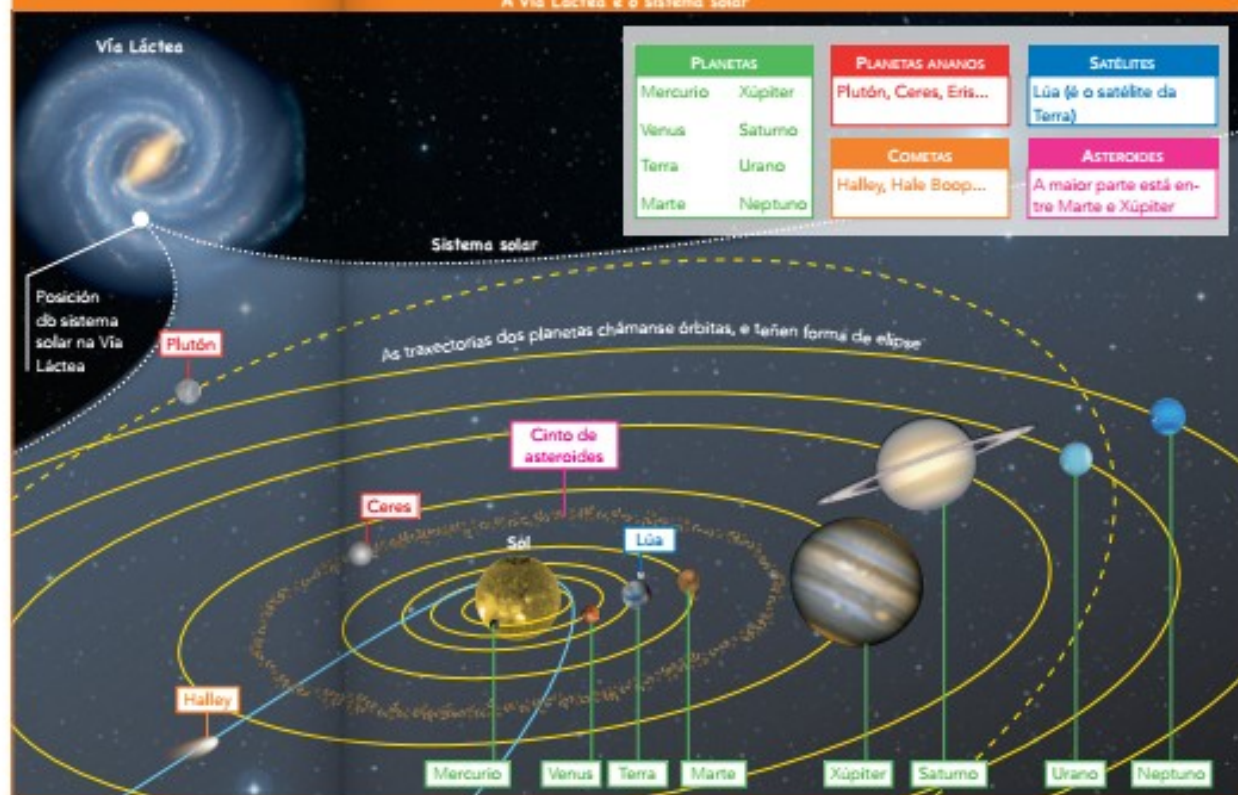 A Vía Láctea e o sistema solar
Vía Láctea
PLANETAS
Mercurio Xúpiter
Venus Saturno
Terra Urano
Marte Neptuno
PLANETAS ANANOS
Plutón, Ceres, Eris...
SATÉLITES
Lúa (é o satélite da
Terra)
COMETAS
Halley, Hale Boop...
ASTEROIDES
A maior parte está en-
tre Marte e Xúpiter
Sistema solar
Posición
do sistema
solar na Vía
Láctea
Plutón
As traxectorias dos planetas chámanse órbitas, e teñen forma de elipse
Cinto de
asteroides
Ceres
Sol
Lúa
Halley
Mercurio Venus Terra Marte Xúpiter Saturno Urano Neptuno